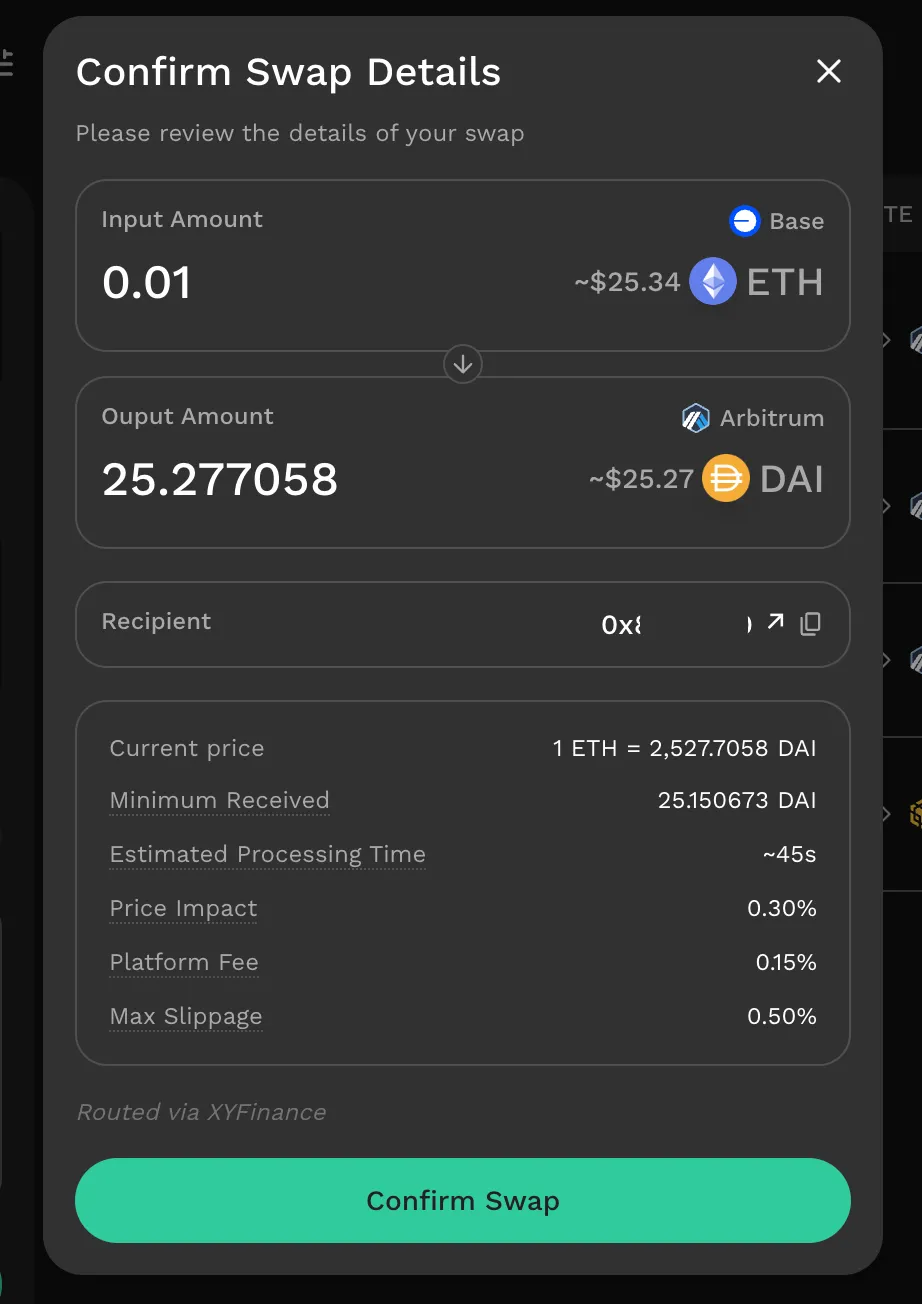 Confirm Swap Details
Please review the details of your swap
Input Amount
Base
0.01
~$25.34
ETH
Ouput Amount
Arbitrum
25.277058
~$25.27
DAI
Recipient
0x
Current price
1 ETH = 2,527.7058 DAI
Minimum Received
25.150673 DAI
Estimated Processing Time
~45s
Price Impact
0.30%
Platform Fee
0.15%
Max Slippage
0.50%
Routed via XYFinance
Confirm Swap
TE